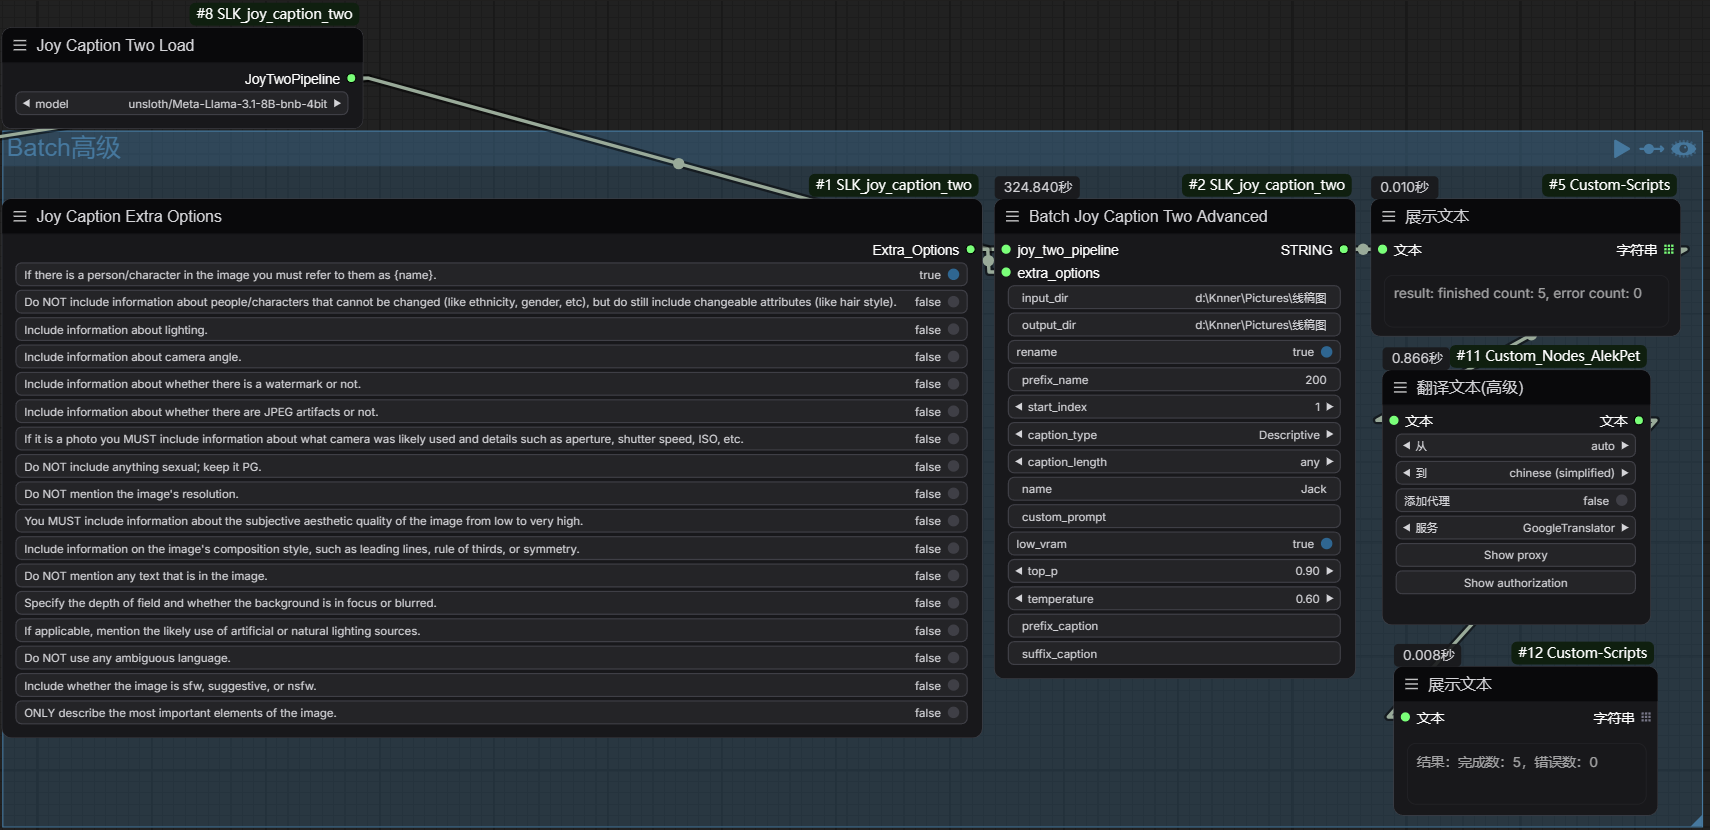 #8 SLK_joy_caption_two
Joy Caption Two Load
JoyTwoPipeline
model unsloth/Meta-Llama-3.1-8B-bnb-4bit
Batch高级
#1 SLK_joy_caption_two
Joy Caption Extra Options
Extra_Options
If there is a person/character in the image you must refer to them as {name}. true
Do NOT include information about people/characters that cannot be changed (like ethnicity, gender, etc), but do still include changeable attributes (like hair style). false
Include information about lighting. false
Include information about camera angle. false
Include information about whether there is a watermark or not. false
Include information about whether there are JPEG artifacts or not. false
If it is a photo you MUST include information about what camera was likely used and details such as aperture, shutter speed, ISO, etc. false
Do NOT include anything sexual; keep it PG. false
Do NOT mention the image's resolution. false
You MUST include information about the subjective aesthetic quality of the image from low to very high. false
Include information on the image's composition style, such as leading lines, rule of thirds, or symmetry. false
Do NOT mention any text that is in the image. false
Specify the depth of field and whether the background is in focus or blurred. false
If applicable, mention the likely use of artificial or natural lighting sources. false
Do NOT use any ambiguous language. false
Include whether the image is sfw, suggestive, or nsfw. false
ONLY describe the most important elements of the image. false
324.840秒
#2 SLK_joy_caption_two
Batch Joy Caption Two Advanced
joy_two_pipeline STRING
extra_options
input_dir d:\Knner\Pictures\线稿图
output_dir d:\Knner\Pictures\线稿图
rename true
prefix_name 200
start_index 1
caption_type Descriptive
caption_length any
name Jack
custom_prompt
low_vram true
top_p 0.90
temperature 0.60
prefix_caption
suffix_caption
0.010秒
#5 Custom-Scripts
展示文本
文本 字符串
result: finished count: 5, error count: 0
0.866秒
#11 Custom_Nodes_AlekPet
翻译文本(高级)
文本 文本
从 auto
到 chinese (simplified)
添加代理 false
服务 GoogleTranslator
Show proxy
Show authorization
0.008秒
#12 Custom-Scripts
展示文本
文本 字符串
结果：完成数：5，错误数：0